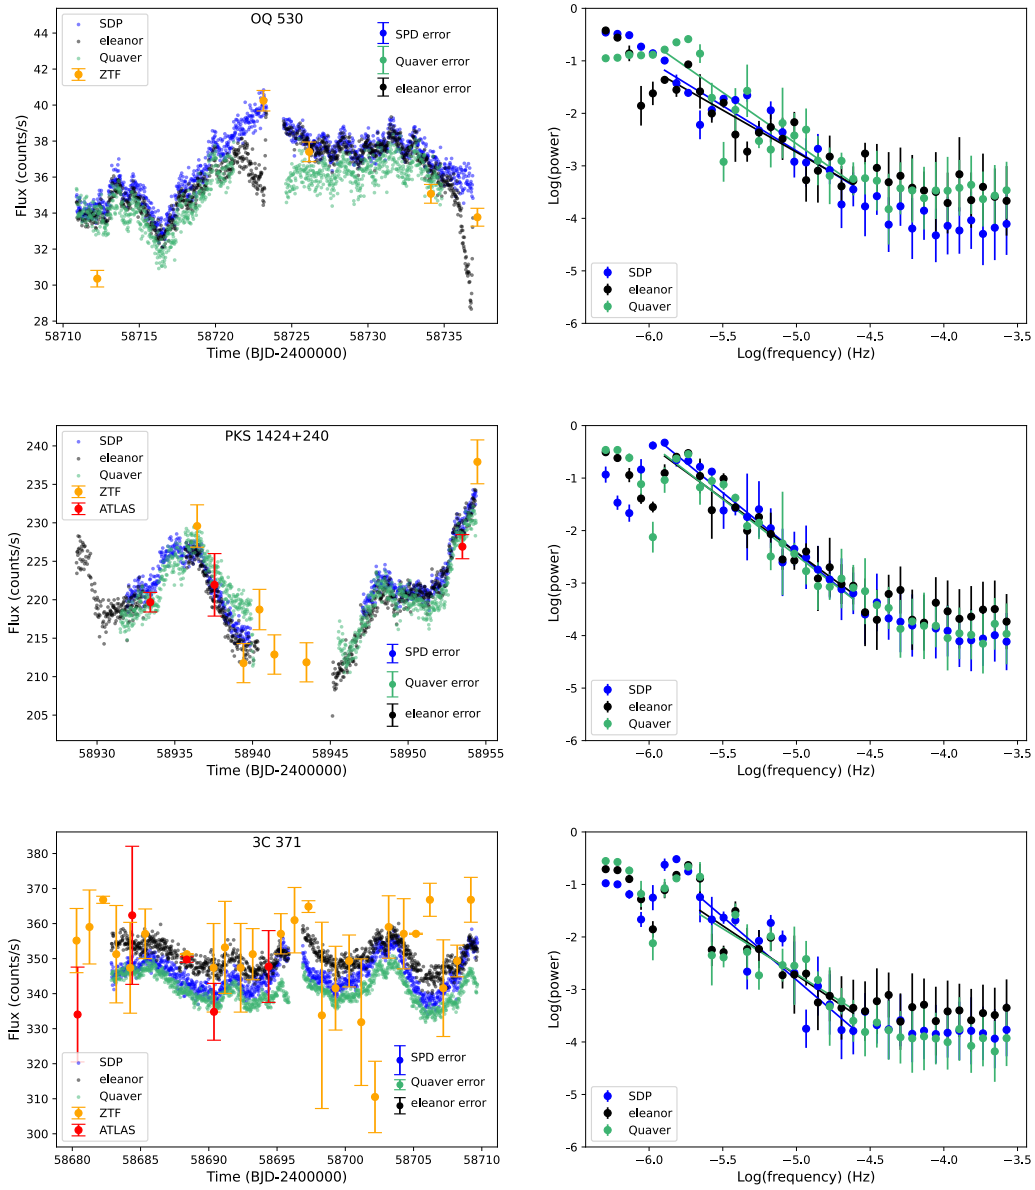 OQ 530
SDP
eleanor
Quaver
ZTF
SPD error
Quaver error
eleanor error
44
42
40
38
36
34
32
30
28
Flux (counts/s)
58710 58715 58720 58725 58730 58735
Time (BJD-2400000)
0
-1
-2
-3
-4
-5
-6
Log(power)
SDP
eleanor
Quaver
−6.0 −5.5 −5.0 −4.5 −4.0 −3.5
Log(frequency) (Hz)
PKS 1424+240
SDP
eleanor
Quaver
ZTF
ATLAS
SPD error
Quaver error
eleanor error
240
235
230
225
220
215
210
205
Flux (counts/s)
58930 58935 58940 58945 58950 58955
Time (BJD-2400000)
0
-1
-2
-3
-4
-5
-6
Log(power)
SDP
eleanor
Quaver
−6.0 −5.5 −5.0 −4.5 −4.0 −3.5
Log(frequency) (Hz)
3C 371
380
370
360
350
340
330
320
310
300
Flux (counts/s)
SDP
eleanor
Quaver
ZTF
ATLAS
SPD error
Quaver error
eleanor error
58680 58685 58690 58695 58700 58705 58710
Time (BJD-2400000)
0
-1
-2
-3
-4
-5
-6
Log(power)
SDP
eleanor
Quaver
−6.0 −5.5 −5.0 −4.5 −4.0 −3.5
Log(frequency) (Hz)